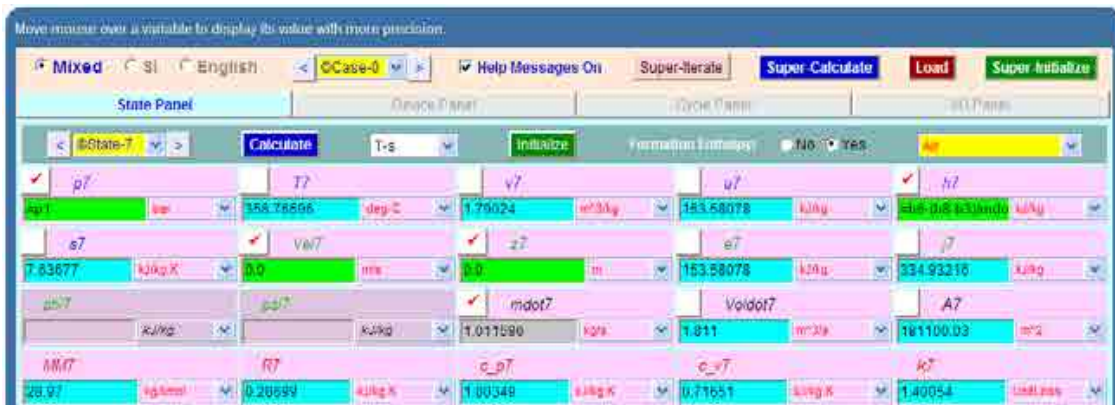 Move mouse over a variable to display its value with more precision.
Mixed SI English < ©Case-0 > Help Messages On Super-Iterate Super-Calculate Load Super-Initialize
State Panel Device Panel Cycle Panel I/O Panel
< ©State-7 > Calculate T-s Initialize Formation Enthalpy: No Yes Air
p7 T7 v7 u7 h7
=p1 bar deg-C 1.79024 m^3/kg 153.58078 kJ/kg kJ/kg
s7 Vel7 z7 e7 j7
7.63677 kJ/kg.K 0.0 m/s 0.0 m 153.58078 kJ/kg 334.93216 kJ/kg
phi7 psi7 mdot7 Voldot7 A7
kJ/kg kJ/kg kg/s 1.811 m^3/s 181100.03 m^2
MM7 R7 c_p7 c_v7 k7
28.97 kg/kmol 0.28699 kJ/kg.K 1.00349 kJ/kg.K 0.71651 kJ/kg.K 1.40054 UnitLess